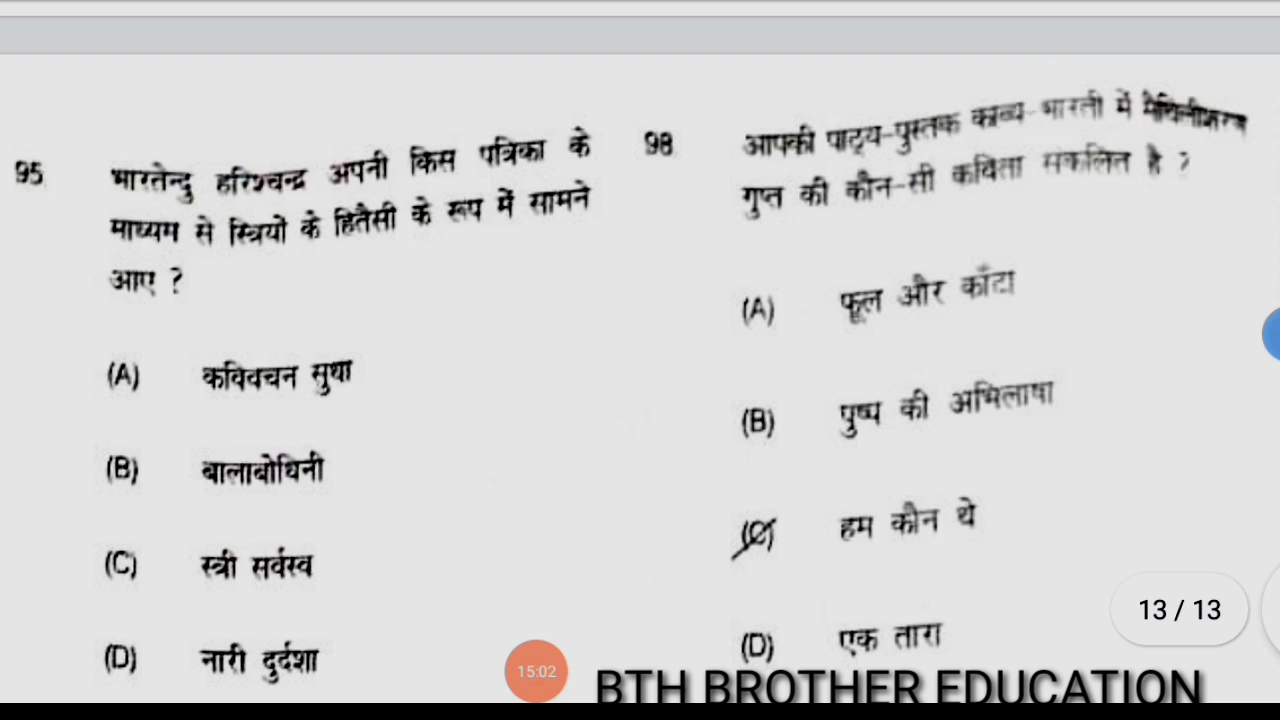 95
भारतेन्दु हरिश्चन्द्र अपनी किस पत्रिका के
माध्यम से स्त्रियों के हितैसी के रूप में सामने
आए ?
(A) कविवचन सुधा
(B) बालाबोधिनी
(C) स्त्री सर्वस्व
(D) नारी दुर्दशा
98
आपकी पाठ्य-पुस्तक काव्य-भारती में मैथिलीशरण
गुप्त की कौन-सी कविता संकलित है ?
(A) फूल और काँटा
(B) पुष्प की अभिलाषा
(C) हम कौन थे
(D) एक तारा
13 / 13
15:02
BTH BROTHER EDUCATION